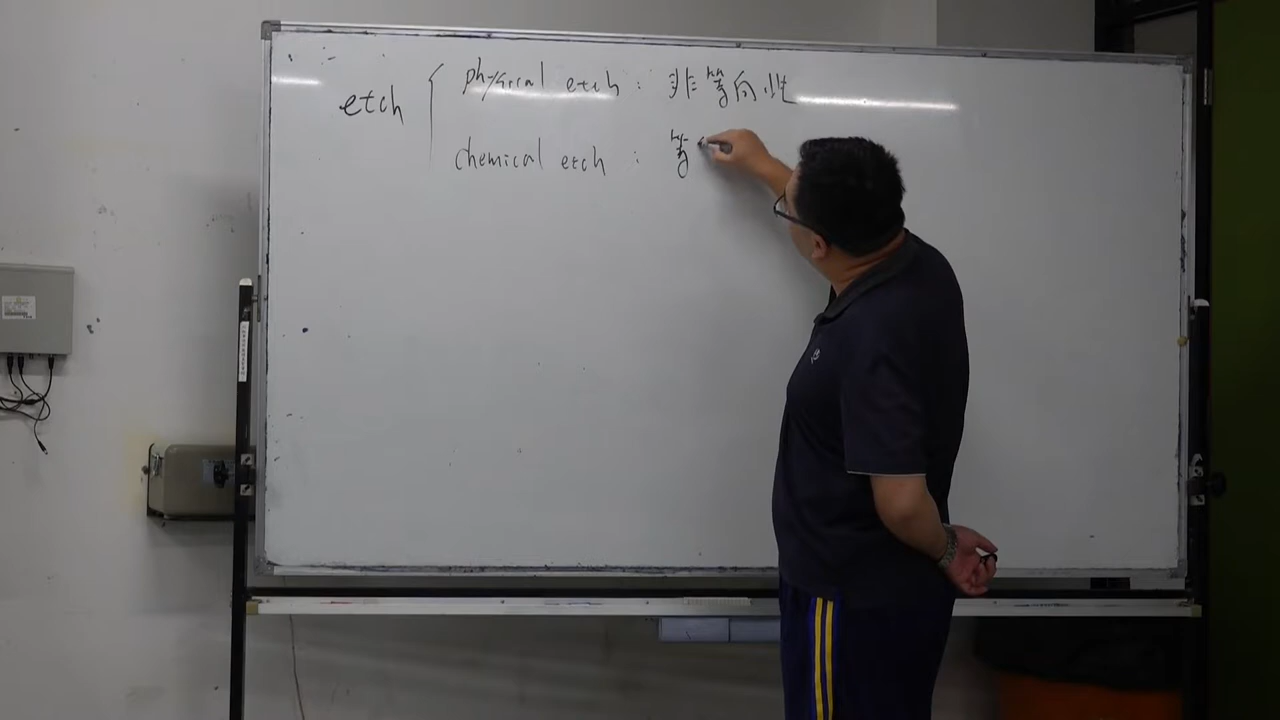 etch { physical etch : 非等向性
chemical etch : 等